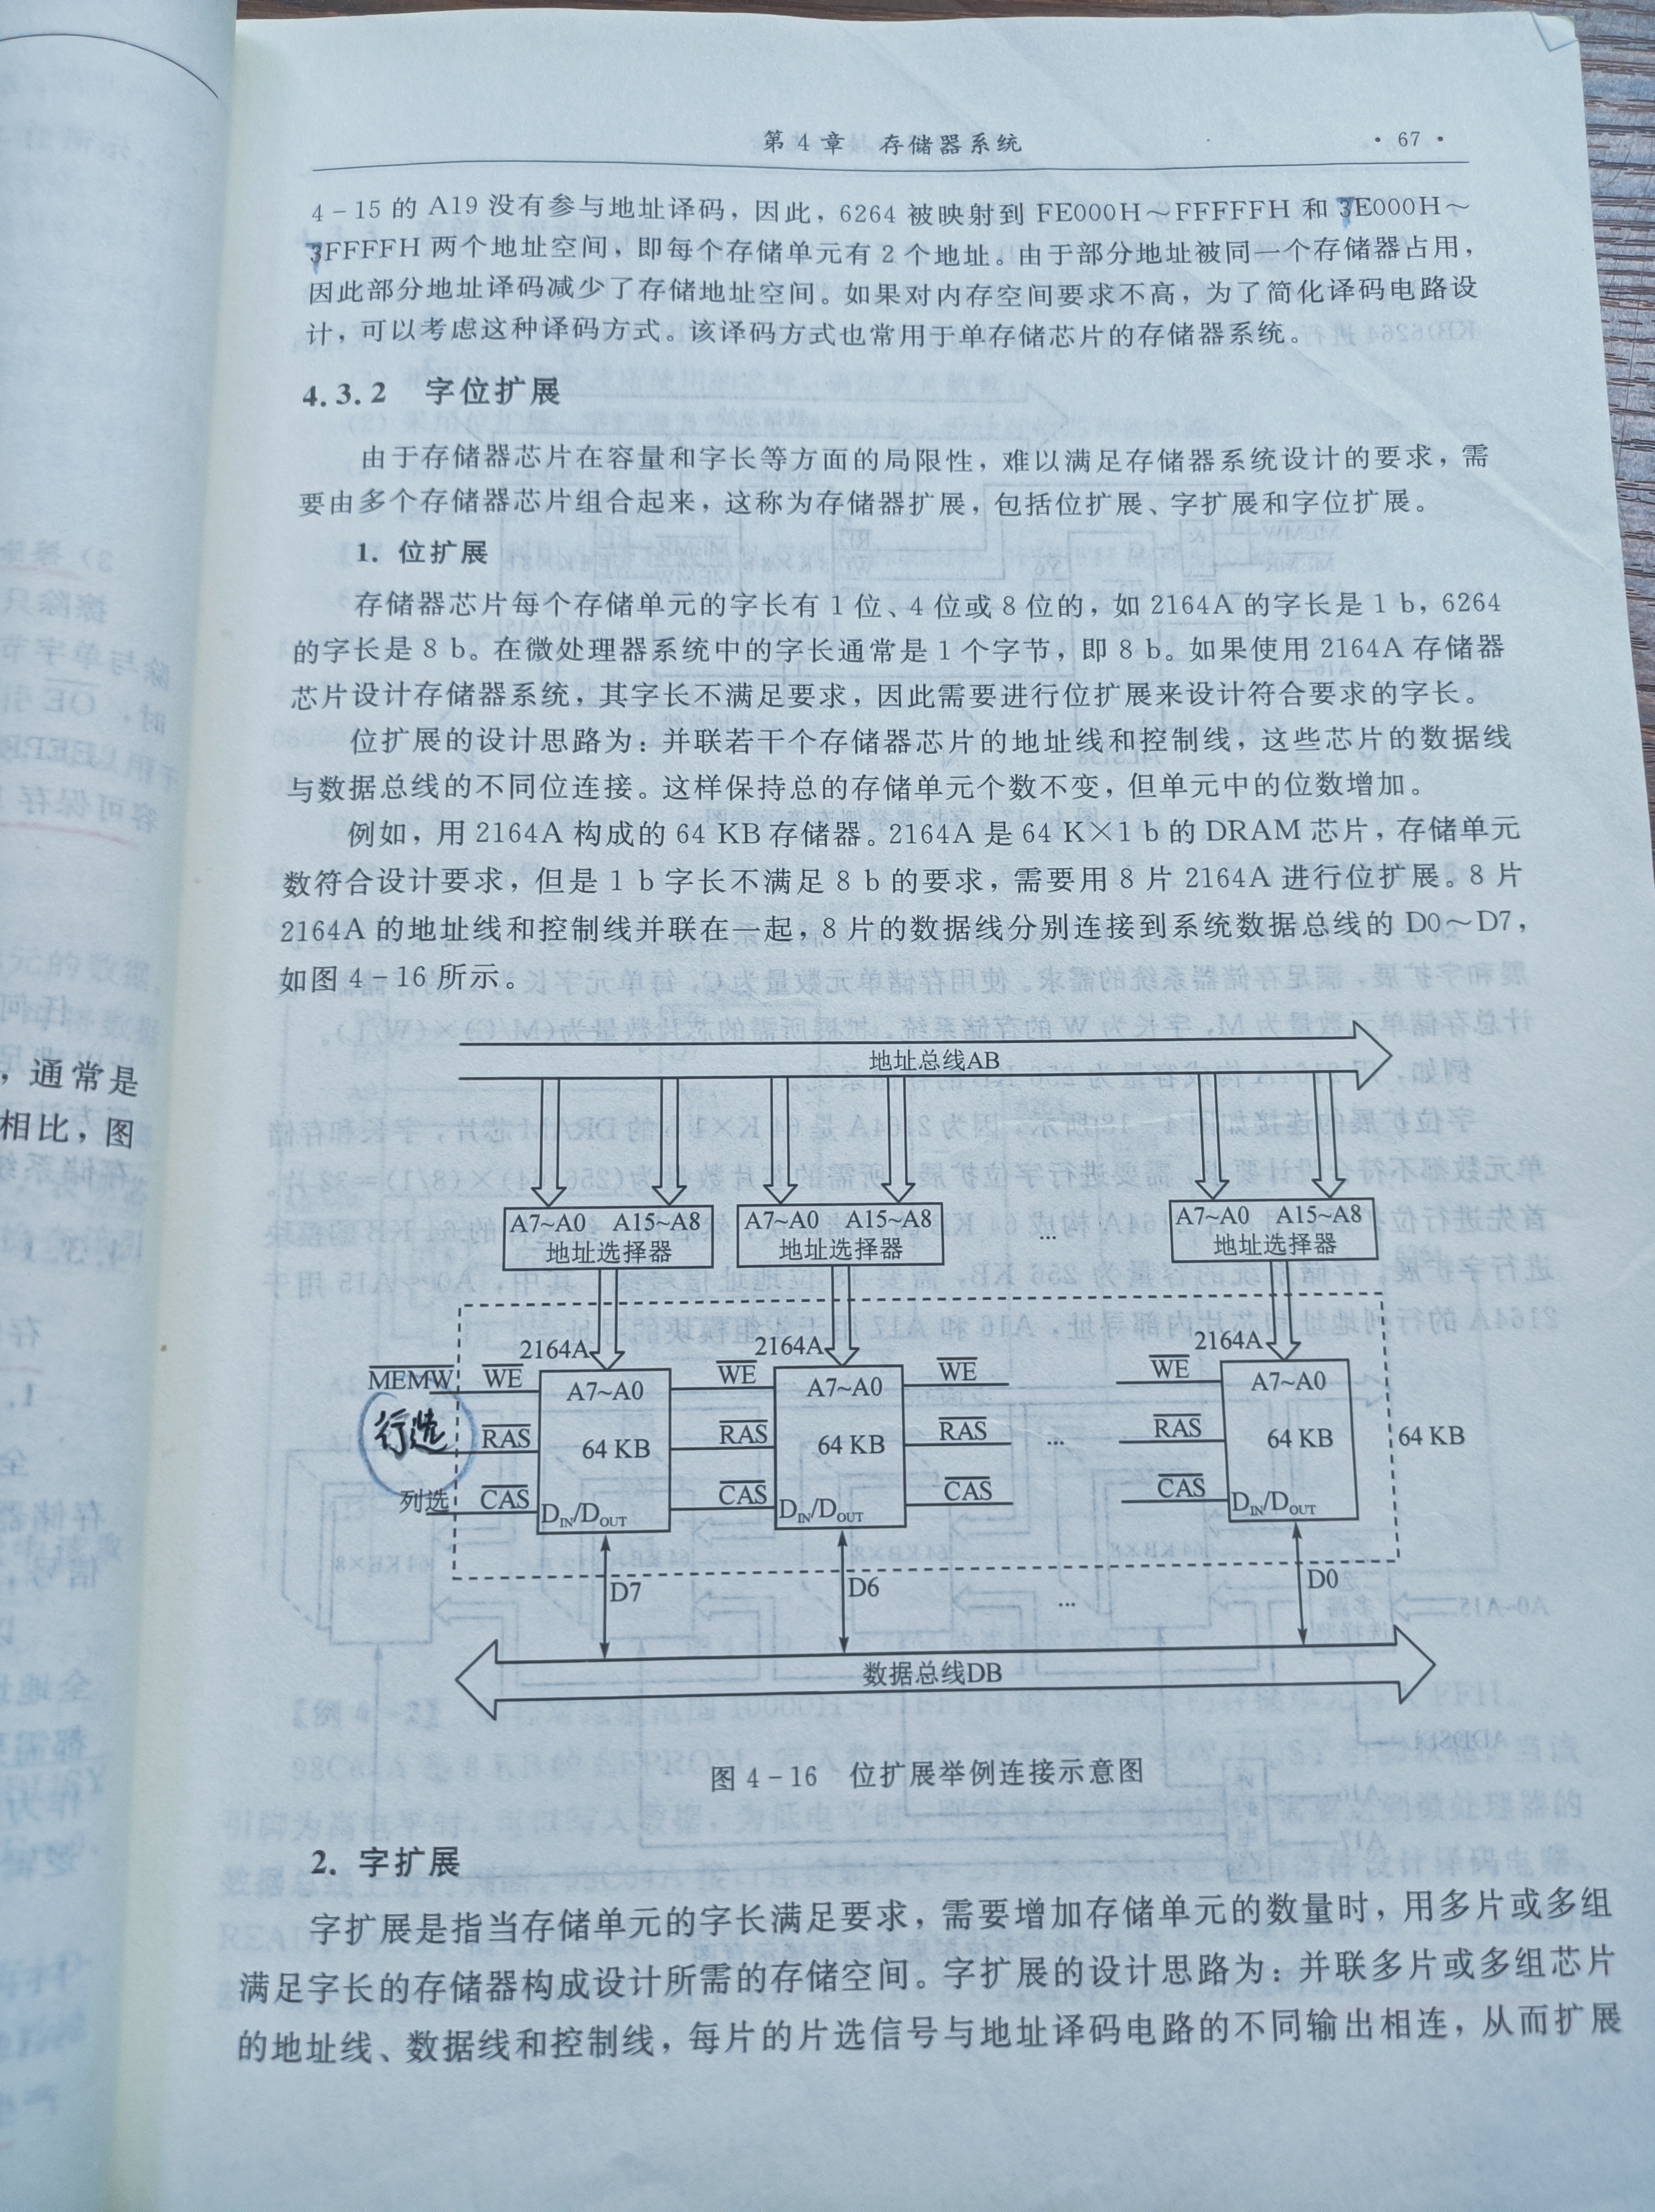 第 4 章 存储器系统 · 67 ·
4-15 的 A19 没有参与地址译码，因此，6264 被映射到 FE000H～FFFFFH 和 3E000H～
3FFFFH 两个地址空间，即每个存储单元有 2 个地址。由于部分地址被同一个存储器占用，
因此部分地址译码减少了存储地址空间。如果对内存空间要求不高，为了简化译码电路设
计，可以考虑这种译码方式。该译码方式也常用于单存储芯片的存储器系统。
4.3.2 字位扩展
由于存储器芯片在容量和字长等方面的局限性，难以满足存储器系统设计的要求，需
要由多个存储器芯片组合起来，这称为存储器扩展，包括位扩展、字扩展和字位扩展。
1. 位扩展
存储器芯片每个存储单元的字长有 1 位、4 位或 8 位的，如 2164A 的字长是 1 b，6264
的字长是 8 b。在微处理器系统中的字长通常是 1 个字节，即 8 b。如果使用 2164A 存储器
芯片设计存储器系统，其字长不满足要求，因此需要进行位扩展来设计符合要求的字长。
位扩展的设计思路为：并联若干个存储器芯片的地址线和控制线，这些芯片的数据线
与数据总线的不同位连接。这样保持总的存储单元个数不变，但单元中的位数增加。
例如，用 2164A 构成的 64 KB 存储器。2164A 是 64 K×1 b 的 DRAM 芯片，存储单元
数符合设计要求，但是 1 b 字长不满足 8 b 的要求，需要用 8 片 2164A 进行位扩展。8 片
2164A 的地址线和控制线并联在一起，8 片的数据线分别连接到系统数据总线的 D0～D7，
如图 4-16 所示。
，通常是
相比，图
地址总线AB
A7~A0 A15~A8 A7~A0 A15~A8 A7~A0 A15~A8
地址选择器 地址选择器 ... 地址选择器
2164A 2164A 2164A
MEMW WE A7~A0 WE A7~A0 WE WE A7~A0
行选 RAS 64 KB RAS 64 KB RAS ... RAS 64 KB 64 KB
列选 CAS DIN/DOUT CAS DIN/DOUT CAS CAS DIN/DOUT
D7 D6 ... D0
数据总线DB
图 4-16 位扩展举例连接示意图
2. 字扩展
字扩展是指当存储单元的字长满足要求，需要增加存储单元的数量时，用多片或多组
满足字长的存储器构成设计所需的存储空间。字扩展的设计思路为：并联多片或多组芯片
的地址线、数据线和控制线，每片的片选信号与地址译码电路的不同输出相连，从而扩展